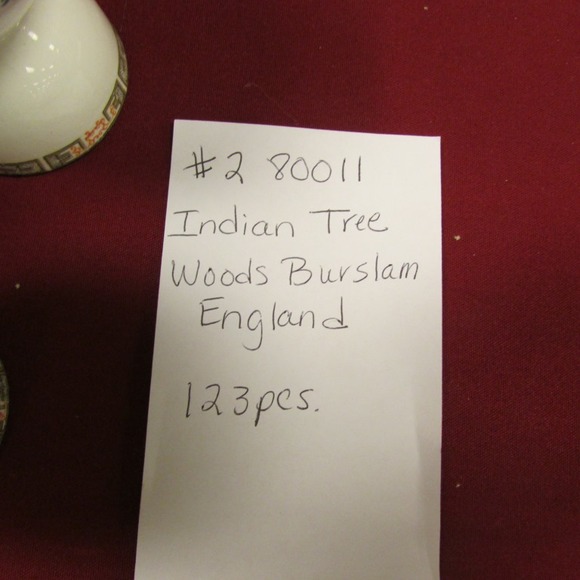 #2 80011
Indian Tree
Woods Burslam
England
123pcs.